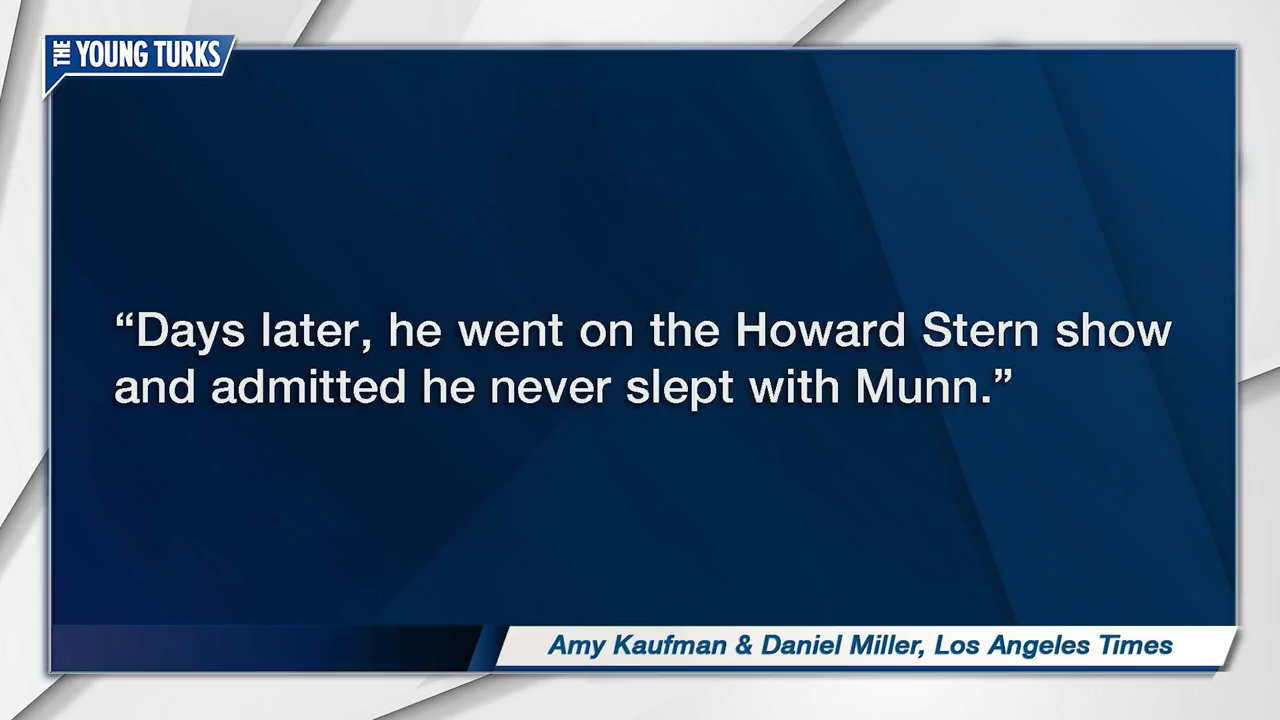 THE YOUNG TURKS
“Days later, he went on the Howard Stern show
and admitted he never slept with Munn.”
Amy Kaufman & Daniel Miller, Los Angeles Times